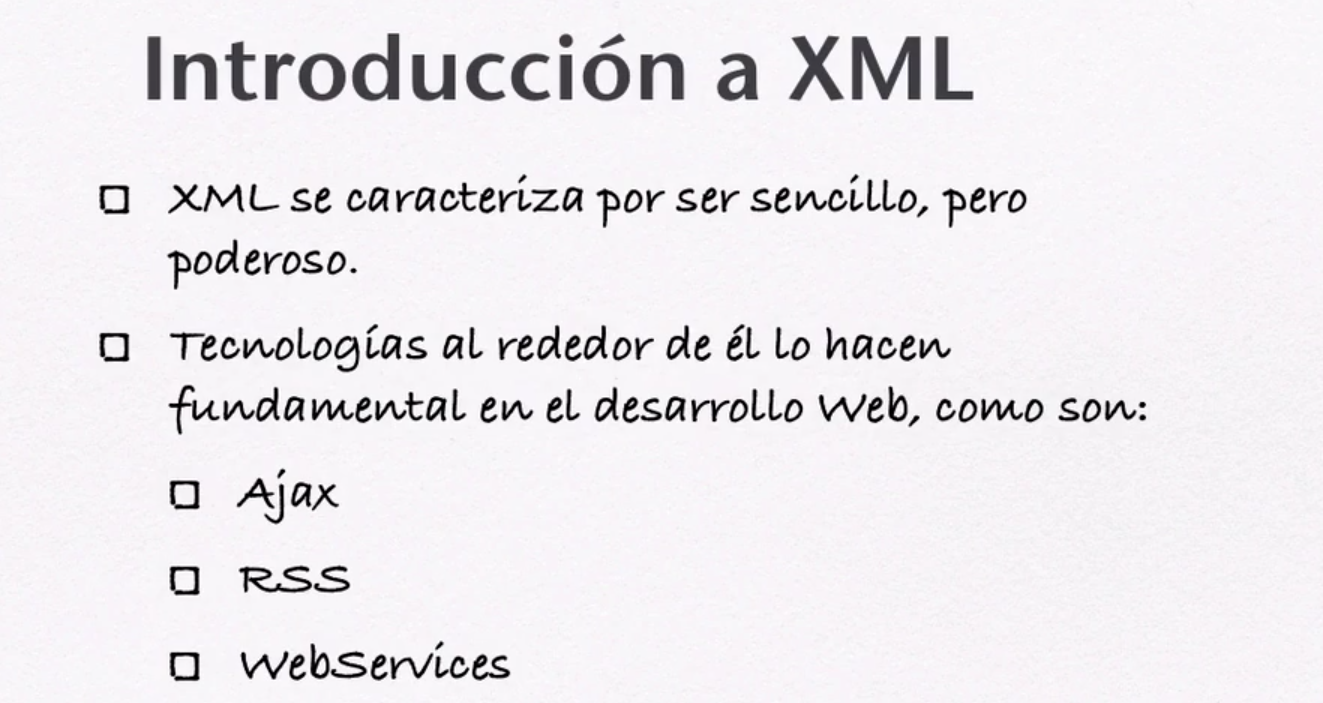 Introducción a XML
XML se caracteriza por ser sencillo, pero
poderoso.
Tecnologías al rededor de él lo hacen
fundamental en el desarrollo Web, como son:
Ajax
RSS
WebServices